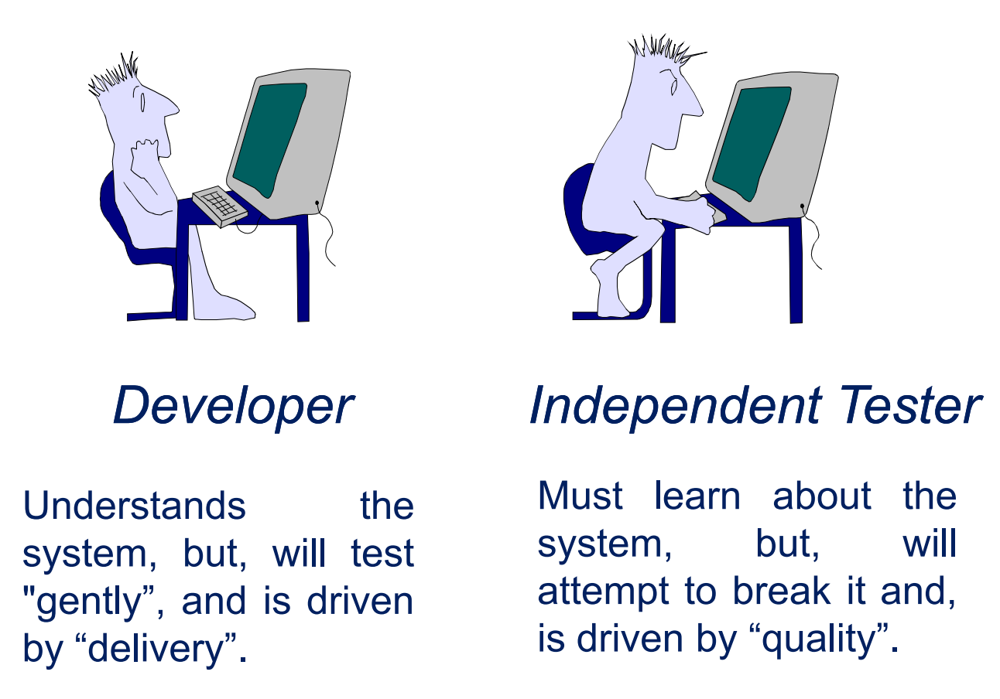 Developer
Understands the
system, but, will test
"gently”, and is driven
by “delivery”.
Independent Tester
Must learn about the
system, but, will
attempt to break it and,
is driven by “quality”.